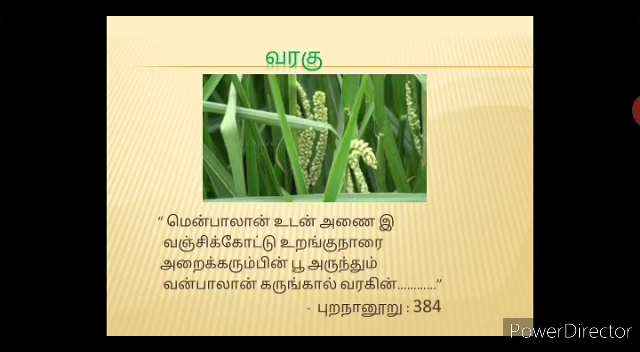 வரகு
“ மென்பாலான் உடன் அணை இ
வஞ்சிக்கோட்டு உறங்குநாரை
அறைக்கரும்பின் பூ அருந்தும்
வன்பாலான் கருங்கால் வரகின்…………”
- புறநானூறு : 384
PowerDirector